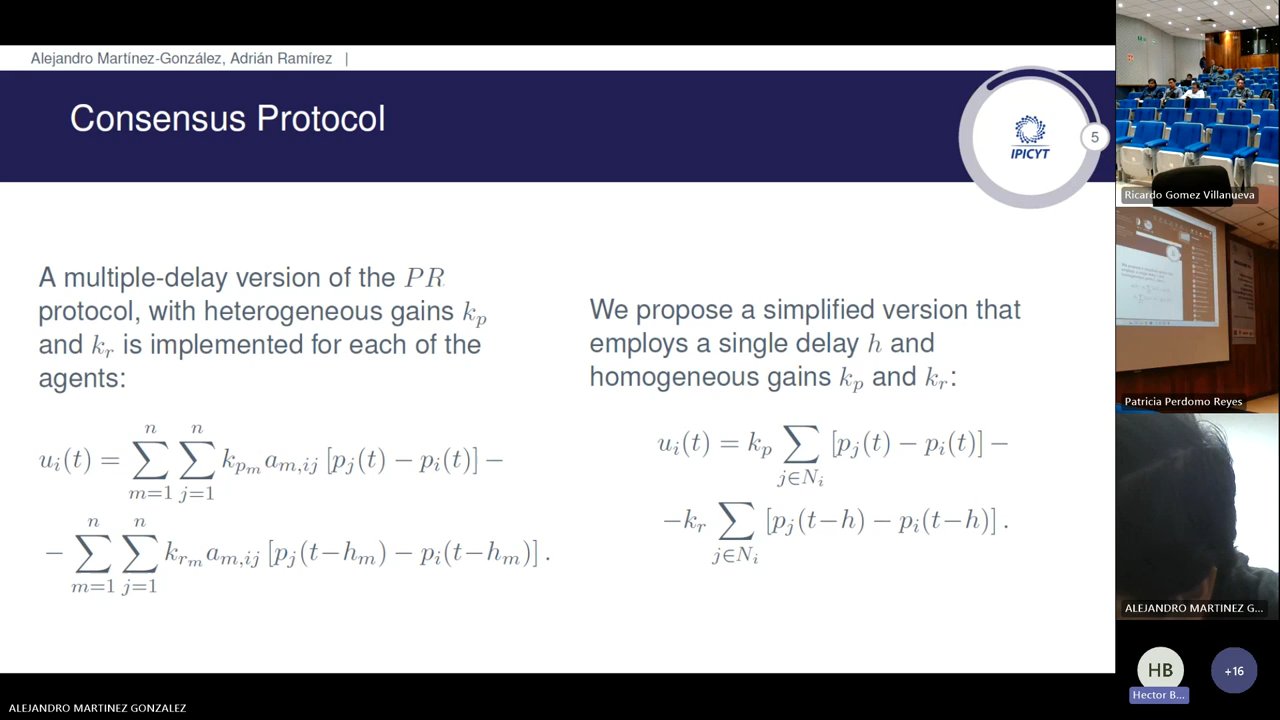 Alejandro Martínez-González, Adrián Ramírez |
Consensus Protocol
IPICYT
5
A multiple-delay version of the PR
protocol, with heterogeneous gains k_p
and k_r is implemented for each of the
agents:
u_i(t) = \sum_{m=1}^{n} \sum_{j=1}^{n} k_{p_m} a_{m,ij} [p_j(t) − p_i(t)] −
− \sum_{m=1}^{n} \sum_{j=1}^{n} k_{r_m} a_{m,ij} [p_j(t−h_m) − p_i(t−h_m)] .
We propose a simplified version that
employs a single delay h and
homogeneous gains k_p and k_r:
u_i(t) = k_p \sum_{j∈N_i} [p_j(t) − p_i(t)] −
−k_r \sum_{j∈N_i} [p_j(t−h) − p_i(t−h)] .
Ricardo Gomez Villanueva
Patricia Perdomo Reyes
ALEJANDRO MARTINEZ G...
HB
Hector B...
+16
ALEJANDRO MARTINEZ GONZALEZ